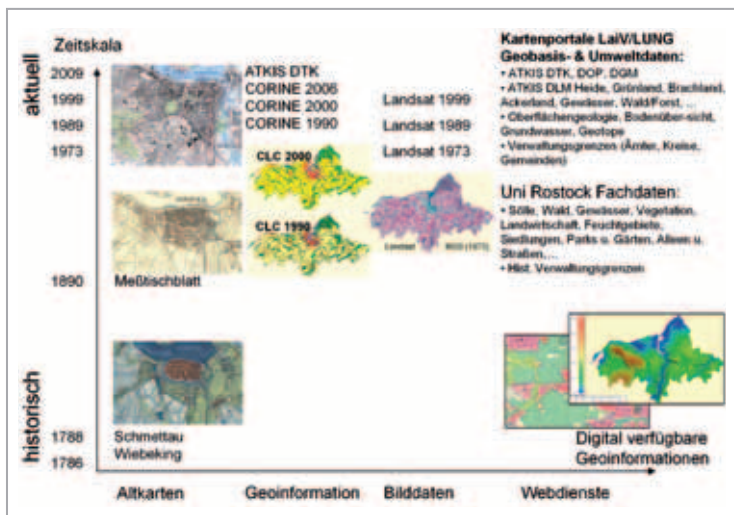 Zeitskala
aktuell
historisch
2009
1999
1989
1973
1890
1788
1786
ATKIS DTK
CORINE 2006
CORINE 2000
CORINE 1990
CLC 2000
CLC 1990
Landsat 1999
Landsat 1989
Landsat 1973
Landsat
(1973)
Meßtischblatt
Schmettau
Wiebeking
Kartenportale LaiV/LUNG
Geobasis- & Umweltdaten:
• ATKIS DTK, DOP, DGM
• ATKIS DLM Heide, Grünland, Brachland,
Ackerland, Gewässer, Wald/Forst, ...
• Oberflächengeologie, Bodenüber-sicht,
Grundwasser, Geotope
• Verwaltungsgrenzen (Ämter, Kreise,
Gemeinden)
Uni Rostock Fachdaten:
• Sölle, Wald, Gewässer, Vegetation,
Landwirtschaft, Feuchtgebiete,
Siedlungen, Parks u. Gärten, Alleen u.
Straßen,...
• Hist. Verwaltungsgrenzen
Digital verfügbare
Geoinformationen
Altkarten
Geoinformation
Bilddaten
Webdienste